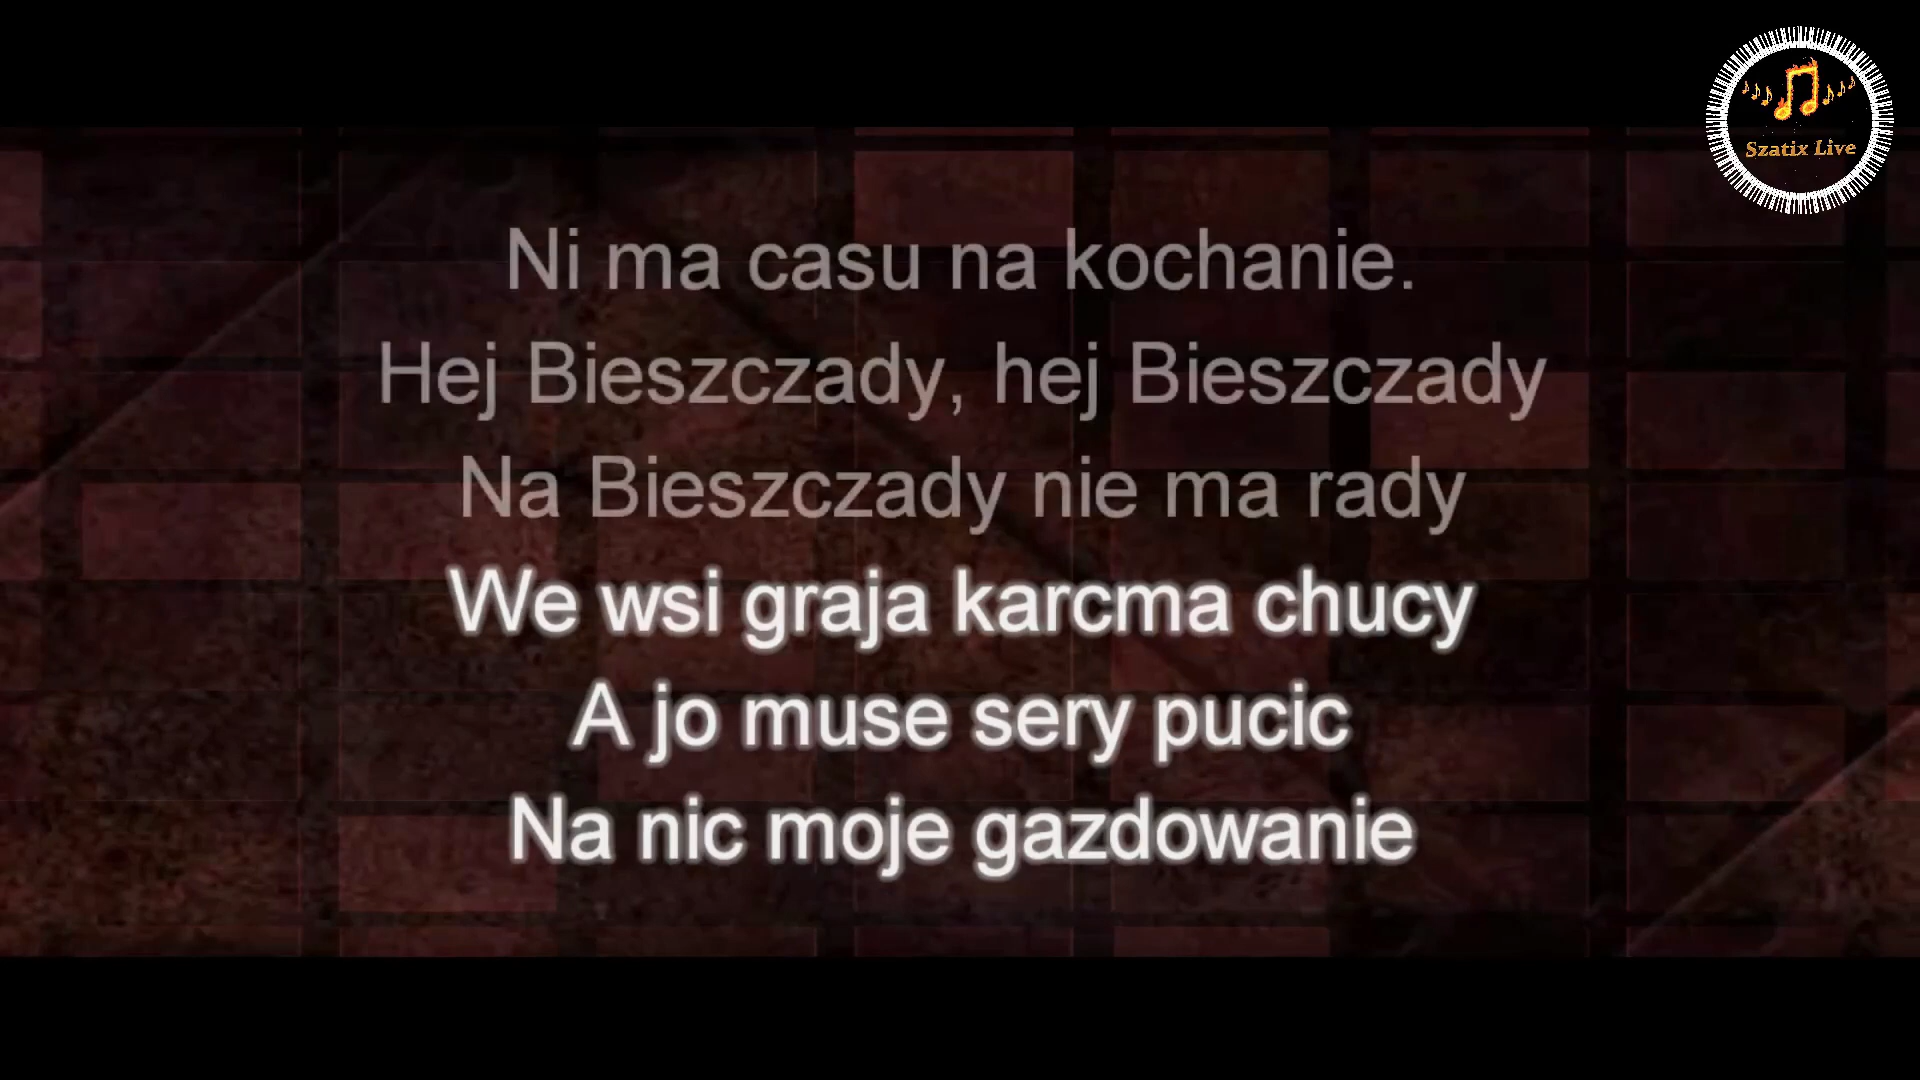 Szatix Live
Ni ma casu na kochanie.
Hej Bieszczady, hej Bieszczady
Na Bieszczady nie ma rady
We wsi graja karcma chucy
A jo muse sery pucic
Na nic moje gazdowanie